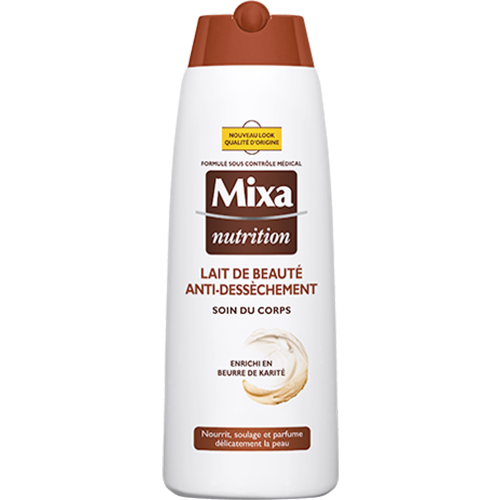 NOUVEAU LOOK
QUALITÉ D'ORIGINE
FORMULÉ SOUS CONTRÔLE MÉDICAL
Mixa
nutrition
LAIT DE BEAUTÉ
ANTI-DESSÈCHEMENT
SOIN DU CORPS
ENRICHI EN
BEURRE DE KARITÉ
Nourrit, soulage et parfume
délicatement la peau